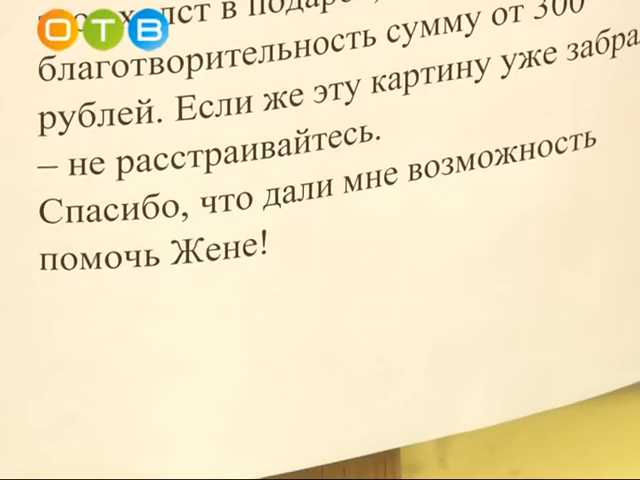 ОТВ
в
благотворительность сумму от 300
рублей. Если же эту картину уже
– не расстраивайтесь.
Спасибо, что дали мне возможность
помочь Жене!